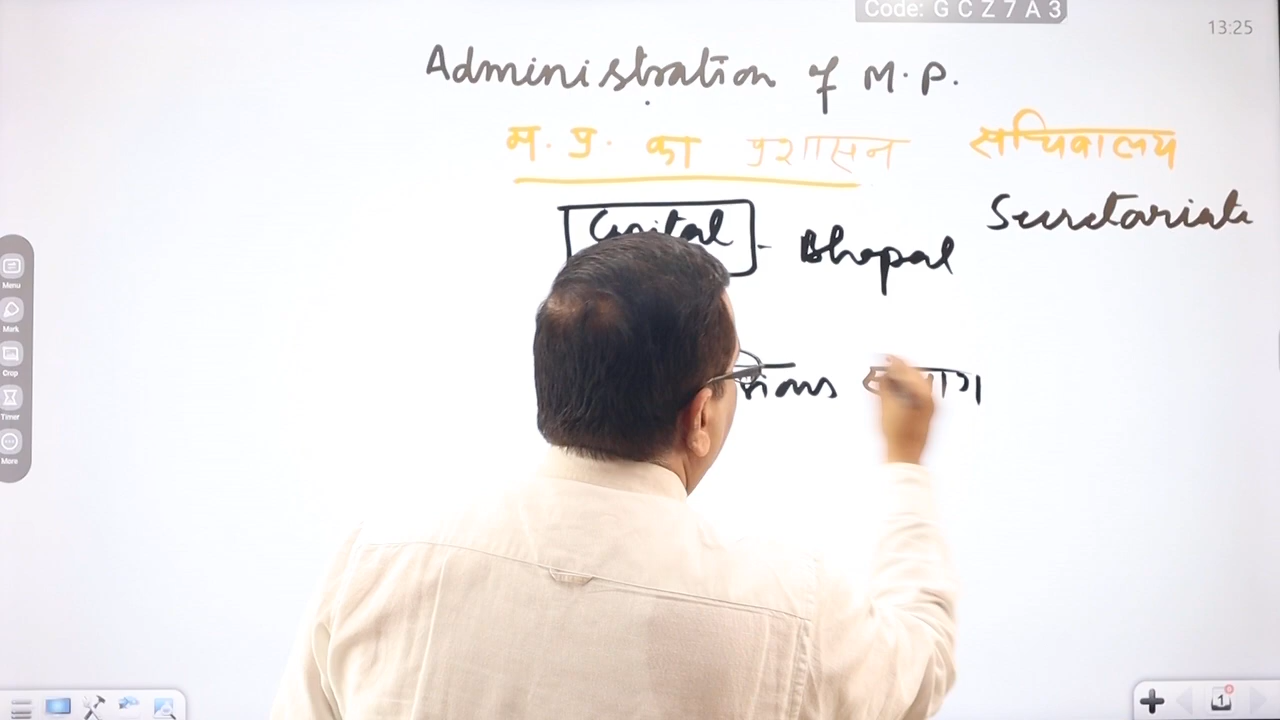 Code: G C Z 7 A 3
13:25
Administration of M.P.
म. प्र. का प्रशासन सचिवालय
Secretariate
Capital - Bhopal
Menu
Mark
Crop
Timer
More
1